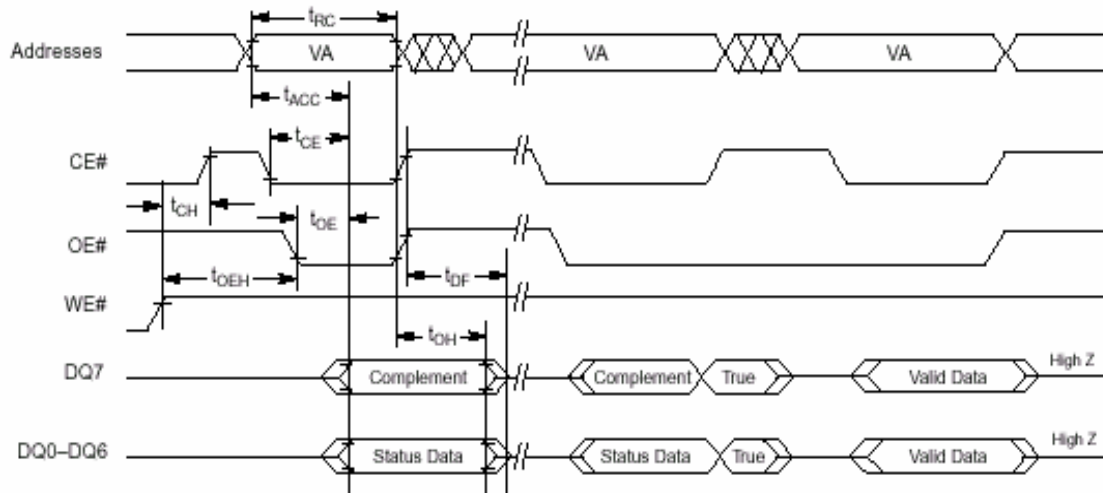 tRC
Addresses VA VA VA
tACC
tCE
CE#
tCH tOE
OE#
tOEH tDF
WE#
tOH
DQ7 Complement Complement True Valid Data High Z
DQ0–DQ6 Status Data Status Data True Valid Data High Z